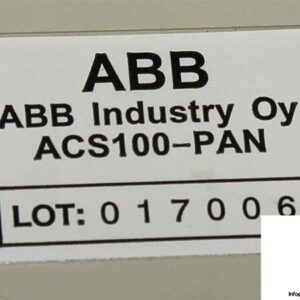 ABB
ABB Industry Oy
ACS100-PAN
LOT: 017006